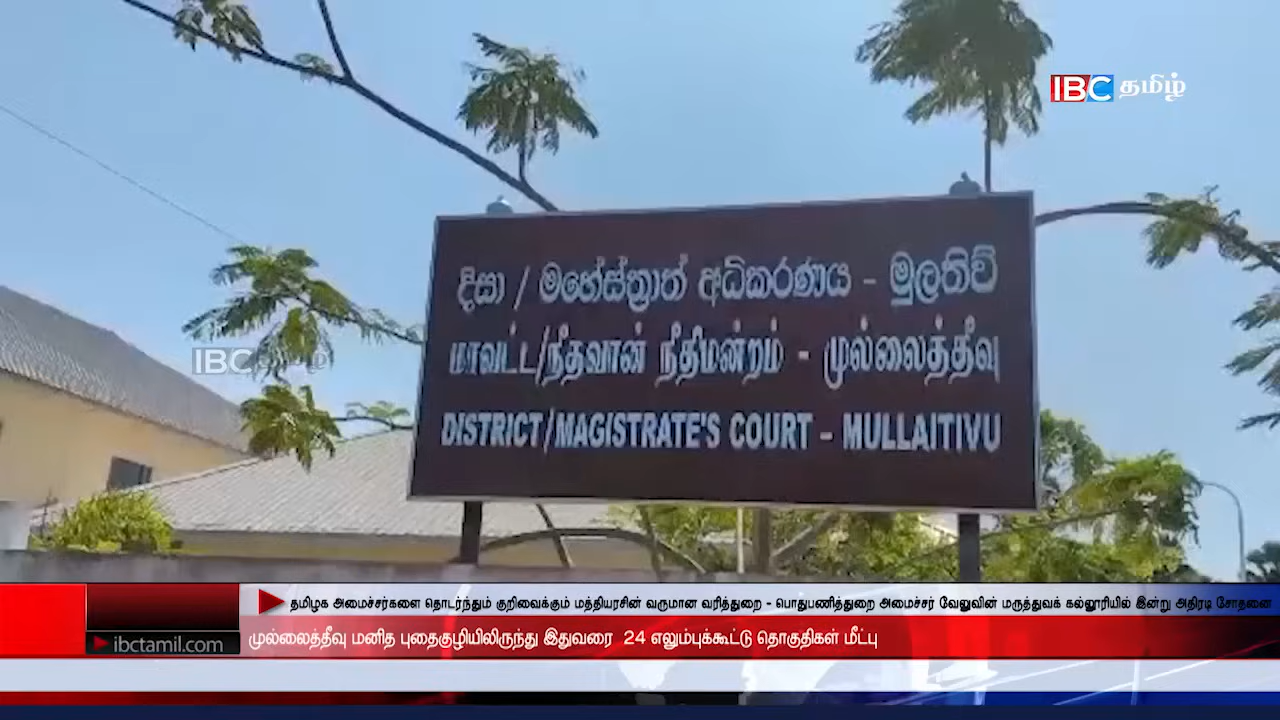 IBC தமிழ்
දිසා / මහේස්ත්‍රාත් අධිකරණය - මුලතිව්
மாவட்ட/நீதவான் நீதிமன்றம் - முல்லைத்தீவு
IBC தமிழ்
DISTRICT/MAGISTRATE'S COURT - MULLAITIVU
தமிழக அமைச்சர்களை தொடர்ந்தும் குறிவைக்கும் மத்தியரசின் வருமான வரித்துறை - பொதுபணித்துறை அமைச்சர் வேலுவின் மருத்துவக் கல்லூரியில் இன்று அதிரடி சோதனை
முல்லைத்தீவு மனித புதைகுழியிலிருந்து இதுவரை 24 எலும்புக்கூட்டு தொகுதிகள் மீட்பு
ibctamil.com